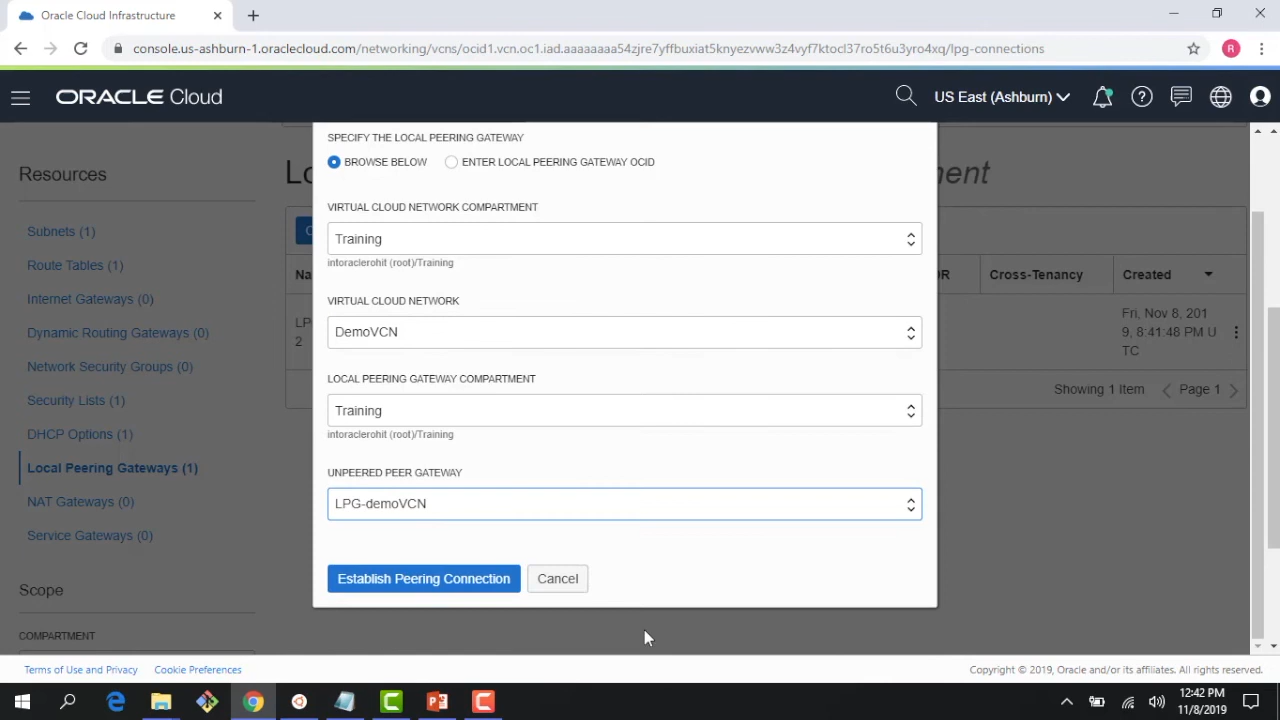 Oracle Cloud Infrastructure
console.us-ashburn-1.oraclecloud.com/networking/vcns/ocid1.vcn.oc1.iad.aaaaaaaa54zjre7yffbuxiat5knyezvww3z4vyf7ktocl37ro5t6u3yro4xq/lpg-connections
R
ORACLE Cloud
US East (Ashburn)
Resources
Subnets (1)
Route Tables (1)
Internet Gateways (0)
Dynamic Routing Gateways (0)
Network Security Groups (0)
Security Lists (1)
DHCP Options (1)
Local Peering Gateways (1)
NAT Gateways (0)
Service Gateways (0)
Scope
COMPARTMENT
SPECIFY THE LOCAL PEERING GATEWAY
BROWSE BELOW
ENTER LOCAL PEERING GATEWAY OCID
VIRTUAL CLOUD NETWORK COMPARTMENT
Training
intoraclerohit (root)/Training
VIRTUAL CLOUD NETWORK
DemoVCN
LOCAL PEERING GATEWAY COMPARTMENT
Training
intoraclerohit (root)/Training
UNPEERED PEER GATEWAY
LPG-demoVCN
Establish Peering Connection
Cancel
Cross-Tenancy
Created
Fri, Nov 8, 201
9, 8:41:48 PM U
TC
Showing 1 Item
Page 1
Terms of Use and Privacy
Cookie Preferences
Copyright © 2019, Oracle and/or its affiliates. All rights reserved.
12:42 PM
11/8/2019